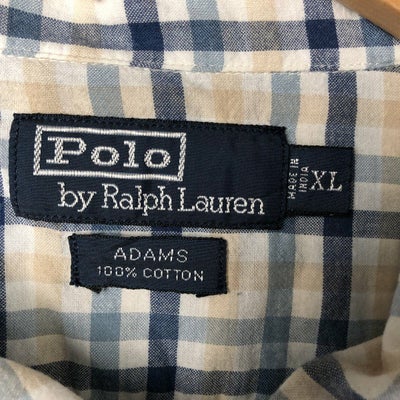 Polo
by Ralph Lauren
MADE IN
INDIA
XL
ADAMS
100% COTTON